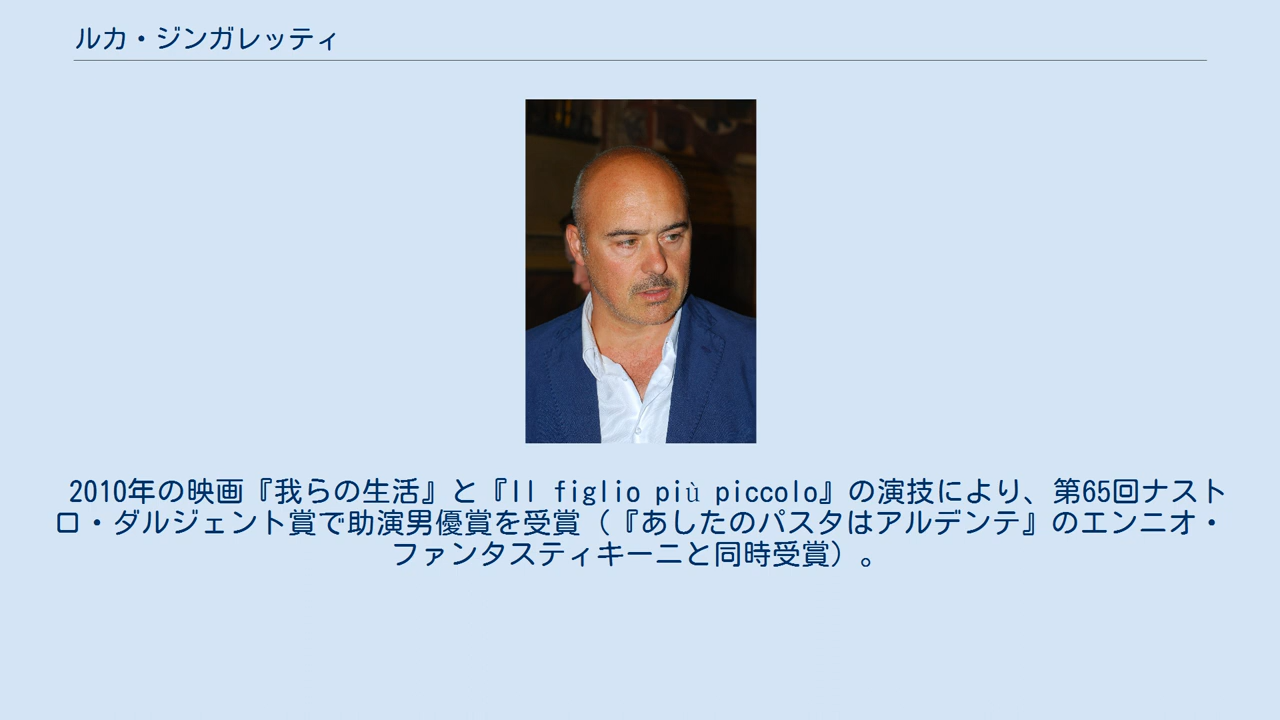 ルカ・ジンガレッティ
2010年の映画『我らの生活』と『Il figlio più piccolo』の演技により、第65回ナスト
ロ・ダルジェント賞で助演男優賞を受賞（『あしたのパスタはアルデンテ』のエンニオ・
ファンタスティキーニと同時受賞）。